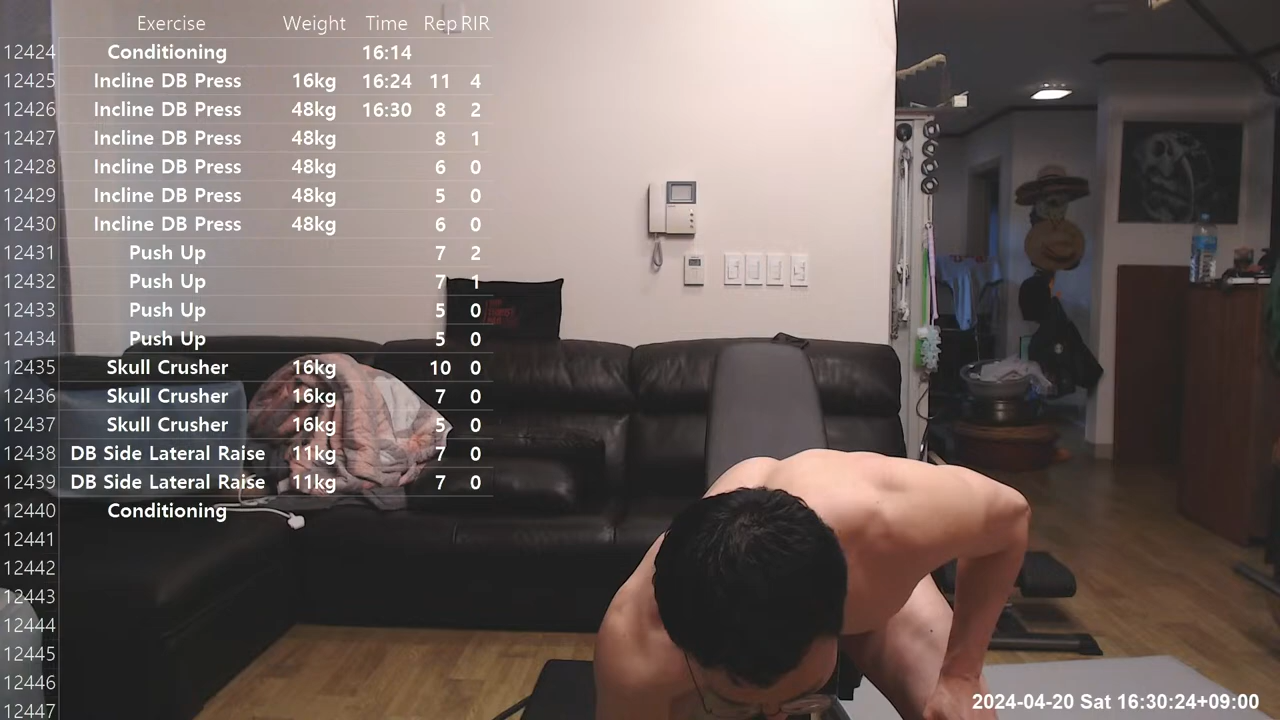 Exercise Weight Time Rep RIR
12424 Conditioning 16:14
12425 Incline DB Press 16kg 16:24 11 4
12426 Incline DB Press 48kg 16:30 8 2
12427 Incline DB Press 48kg 8 1
12428 Incline DB Press 48kg 6 0
12429 Incline DB Press 48kg 5 0
12430 Incline DB Press 48kg 6 0
12431 Push Up 7 2
12432 Push Up 7 1
12433 Push Up 5 0
12434 Push Up 5 0
12435 Skull Crusher 16kg 10 0
12436 Skull Crusher 16kg 7 0
12437 Skull Crusher 16kg 5 0
12438 DB Side Lateral Raise 11kg 7 0
12439 DB Side Lateral Raise 11kg 7 0
12440 Conditioning
12441
12442
12443
12444
12445
12446
12447
2024-04-20 Sat 16:30:24+09:00